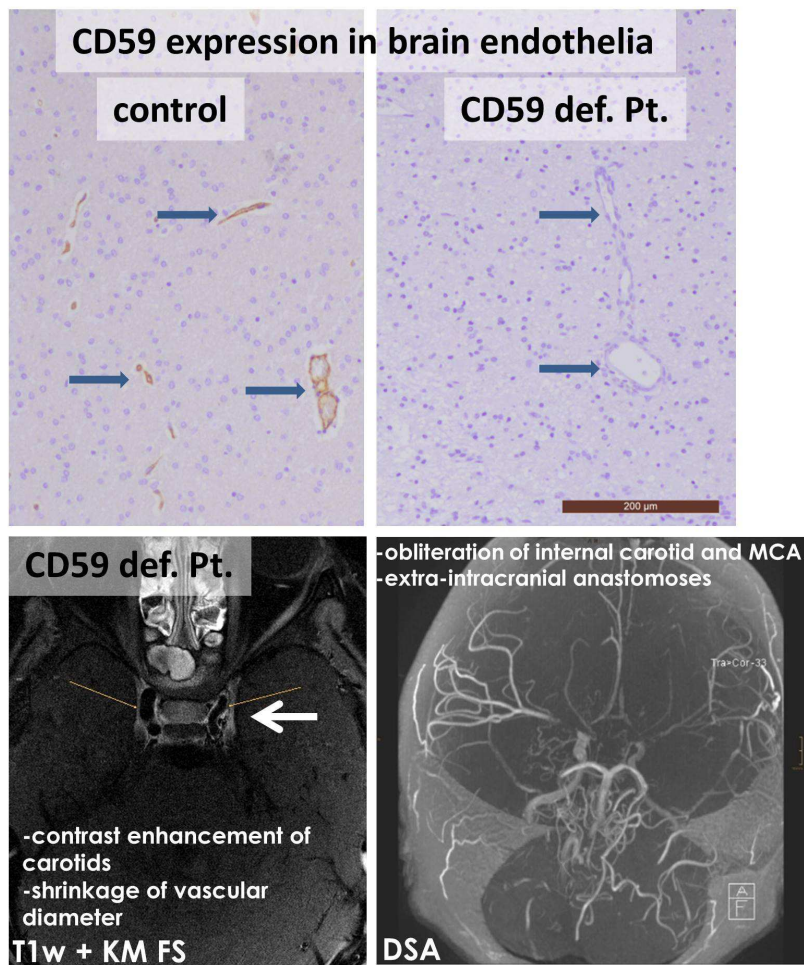 CD59 expression in brain endothelia
control
CD59 def. Pt.
200 µm
CD59 def. Pt.
-contrast enhancement of
carotids
-shrinkage of vascular
diameter
T1w + KM FS
-obliteration of internal carotid and MCA
-extra-intracranial anastomoses
Tra>Cor-33
A
F
DSA